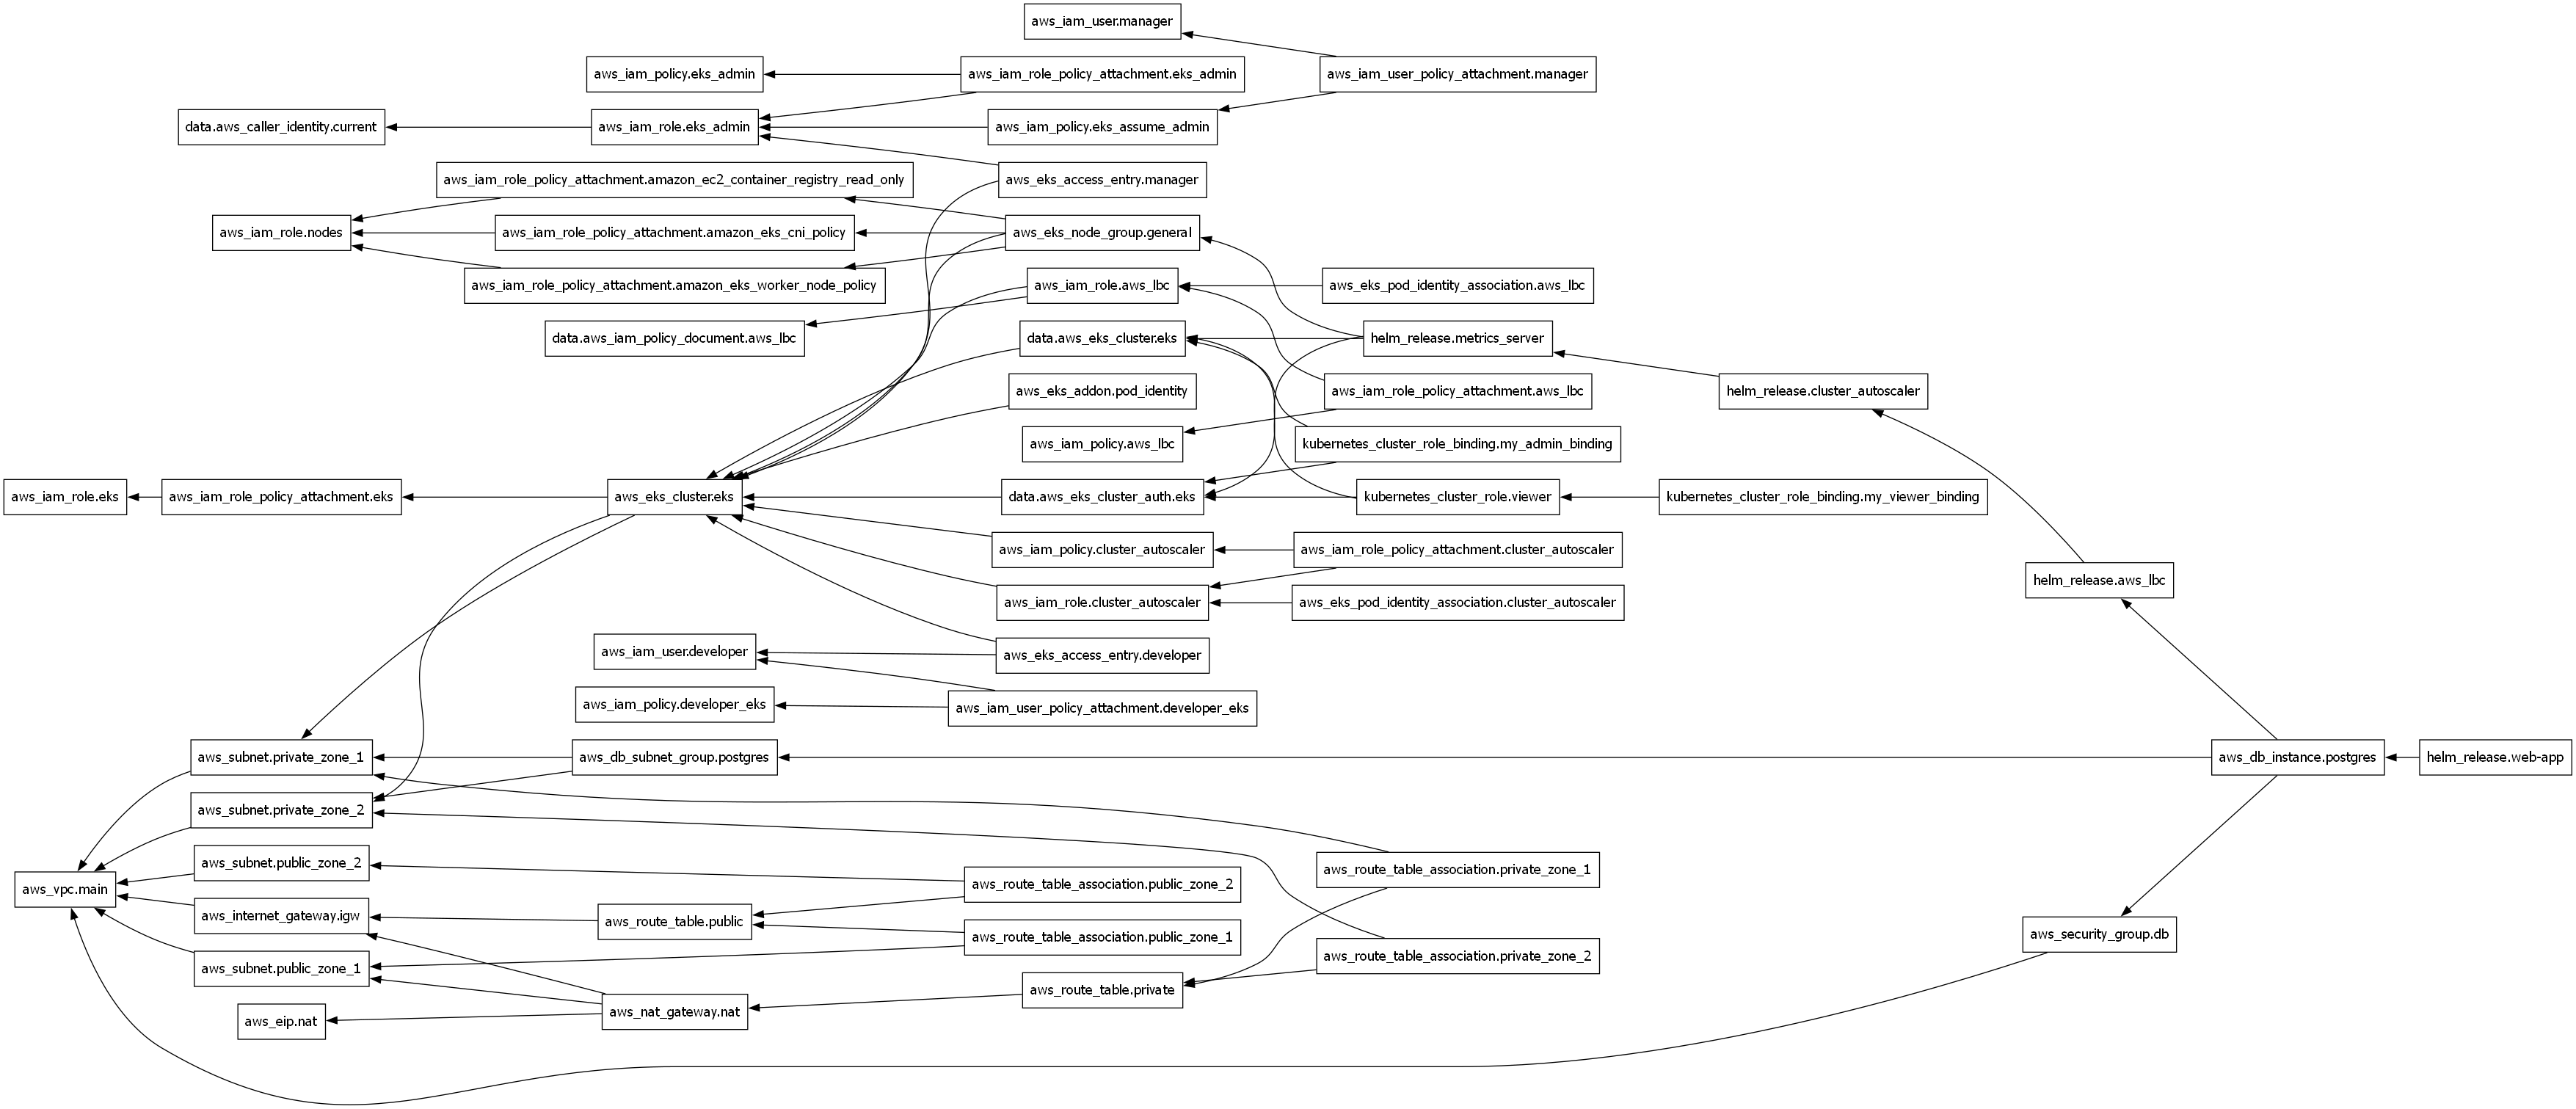 aws_iam_user.manager
aws_iam_policy.eks_admin
aws_iam_role_policy_attachment.eks_admin
aws_iam_user_policy_attachment.manager
data.aws_caller_identity.current
aws_iam_role.eks_admin
aws_iam_policy.eks_assume_admin
aws_iam_role_policy_attachment.amazon_ec2_container_registry_read_only
aws_eks_access_entry.manager
aws_iam_role.nodes
aws_iam_role_policy_attachment.amazon_eks_cni_policy
aws_eks_node_group.general
aws_iam_role_policy_attachment.amazon_eks_worker_node_policy
aws_iam_role.aws_lbc
aws_eks_pod_identity_association.aws_lbc
data.aws_iam_policy_document.aws_lbc
data.aws_eks_cluster.eks
helm_release.metrics_server
aws_eks_addon.pod_identity
aws_iam_role_policy_attachment.aws_lbc
helm_release.cluster_autoscaler
aws_iam_policy.aws_lbc
kubernetes_cluster_role_binding.my_admin_binding
aws_iam_role.eks
aws_iam_role_policy_attachment.eks
aws_eks_cluster.eks
data.aws_eks_cluster_auth.eks
kubernetes_cluster_role.viewer
kubernetes_cluster_role_binding.my_viewer_binding
aws_iam_policy.cluster_autoscaler
aws_iam_role_policy_attachment.cluster_autoscaler
helm_release.aws_lbc
aws_iam_role.cluster_autoscaler
aws_eks_pod_identity_association.cluster_autoscaler
aws_iam_user.developer
aws_eks_access_entry.developer
aws_iam_policy.developer_eks
aws_iam_user_policy_attachment.developer_eks
aws_subnet.private_zone_1
aws_db_subnet_group.postgres
aws_db_instance.postgres
helm_release.web-app
aws_subnet.private_zone_2
aws_subnet.public_zone_2
aws_route_table_association.private_zone_1
aws_vpc.main
aws_route_table_association.public_zone_2
aws_internet_gateway.igw
aws_route_table.public
aws_route_table_association.public_zone_1
aws_security_group.db
aws_subnet.public_zone_1
aws_route_table_association.private_zone_2
aws_route_table.private
aws_eip.nat
aws_nat_gateway.nat